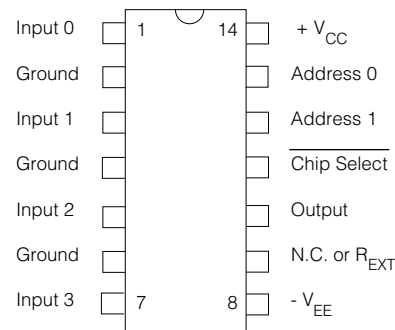 Input 0 1 14 + VCC
Ground Address 0
Input 1 Address 1
Ground Chip Select
Input 2 Output
Ground N.C. or REXT
Input 3 7 8 - VEE